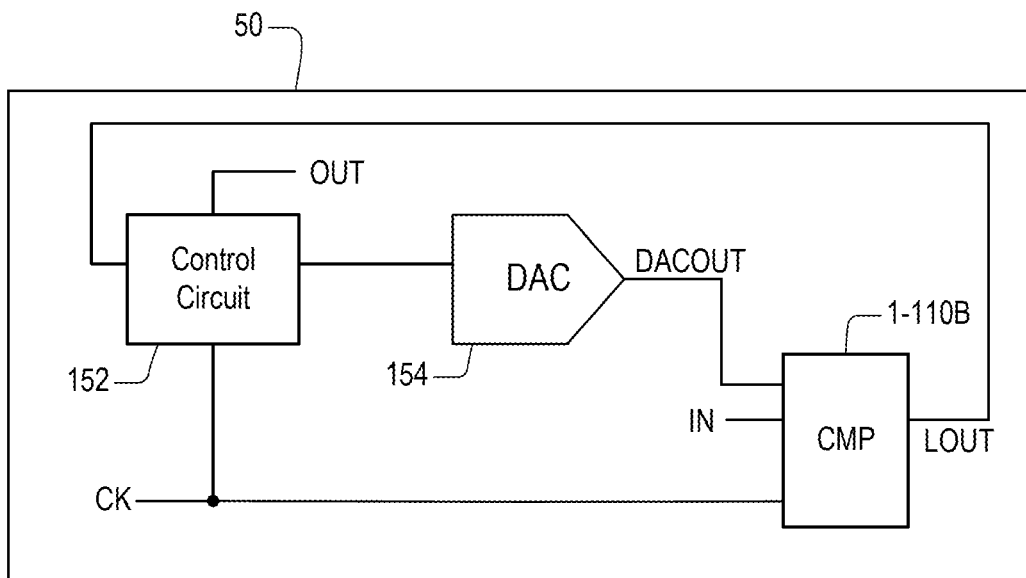 50
OUT
Control
Circuit
DAC
DACOUT
1-110B
152
154
IN
CMP
LOUT
CK